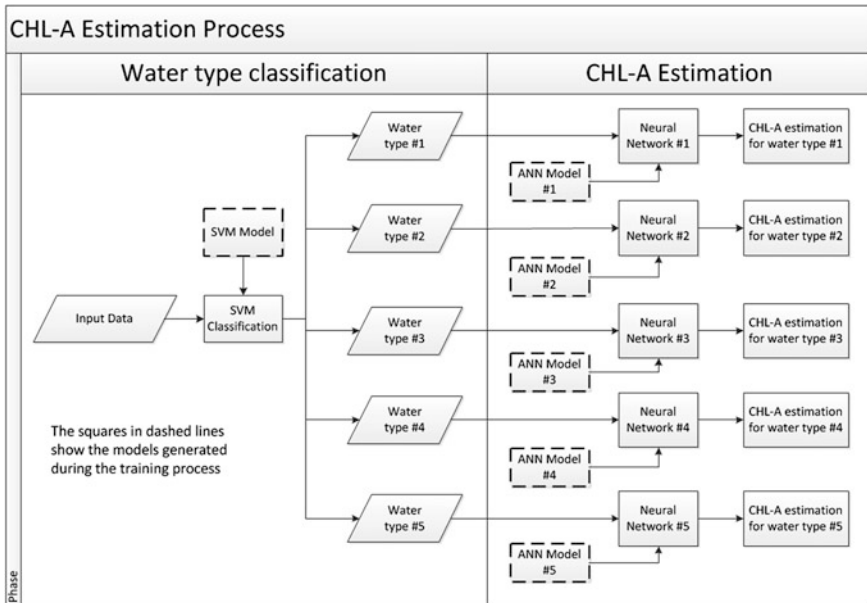 CHL-A Estimation Process
Water type classification
CHL-A Estimation
Phase
Input Data
SVM Model
SVM
Classification
The squares in dashed lines
show the models generated
during the training process
Water
type #1
Neural
Network #1
CHL-A estimation
for water type #1
ANN Model
#1
Water
type #2
Neural
Network #2
CHL-A estimation
for water type #2
ANN Model
#2
Water
type #3
Neural
Network #3
CHL-A estimation
for water type #3
ANN Model
#3
Water
type #4
Neural
Network #4
CHL-A estimation
for water type #4
ANN Model
#4
Water
type #5
Neural
Network #5
CHL-A estimation
for water type #5
ANN Model
#5